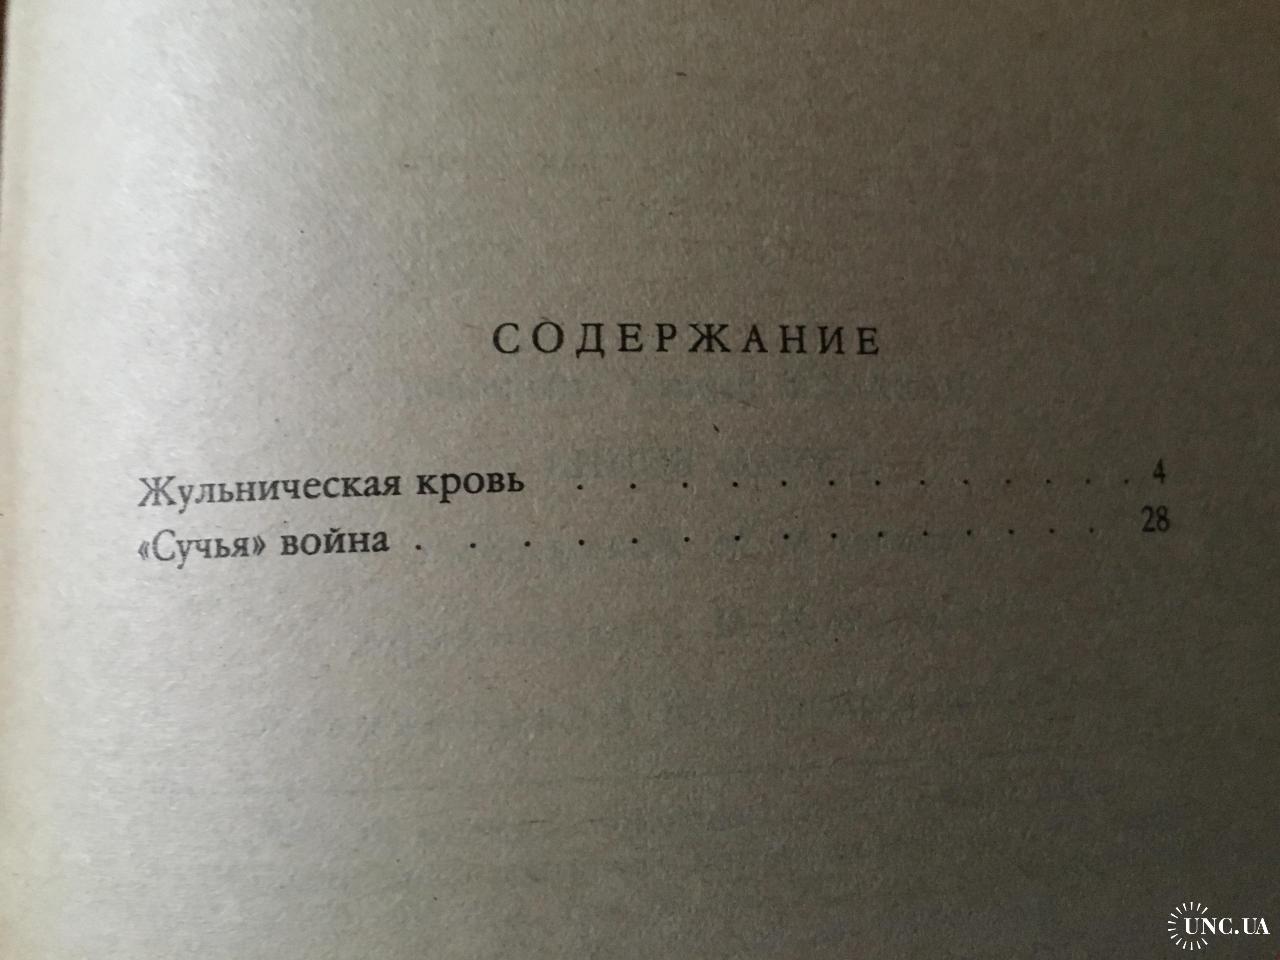 СОДЕРЖАНИЕ
Жульническая кровь . . . . . . . . . . . . 4
«Сучья» война . . . . . . . . . . . . . . 28
UNC.UA